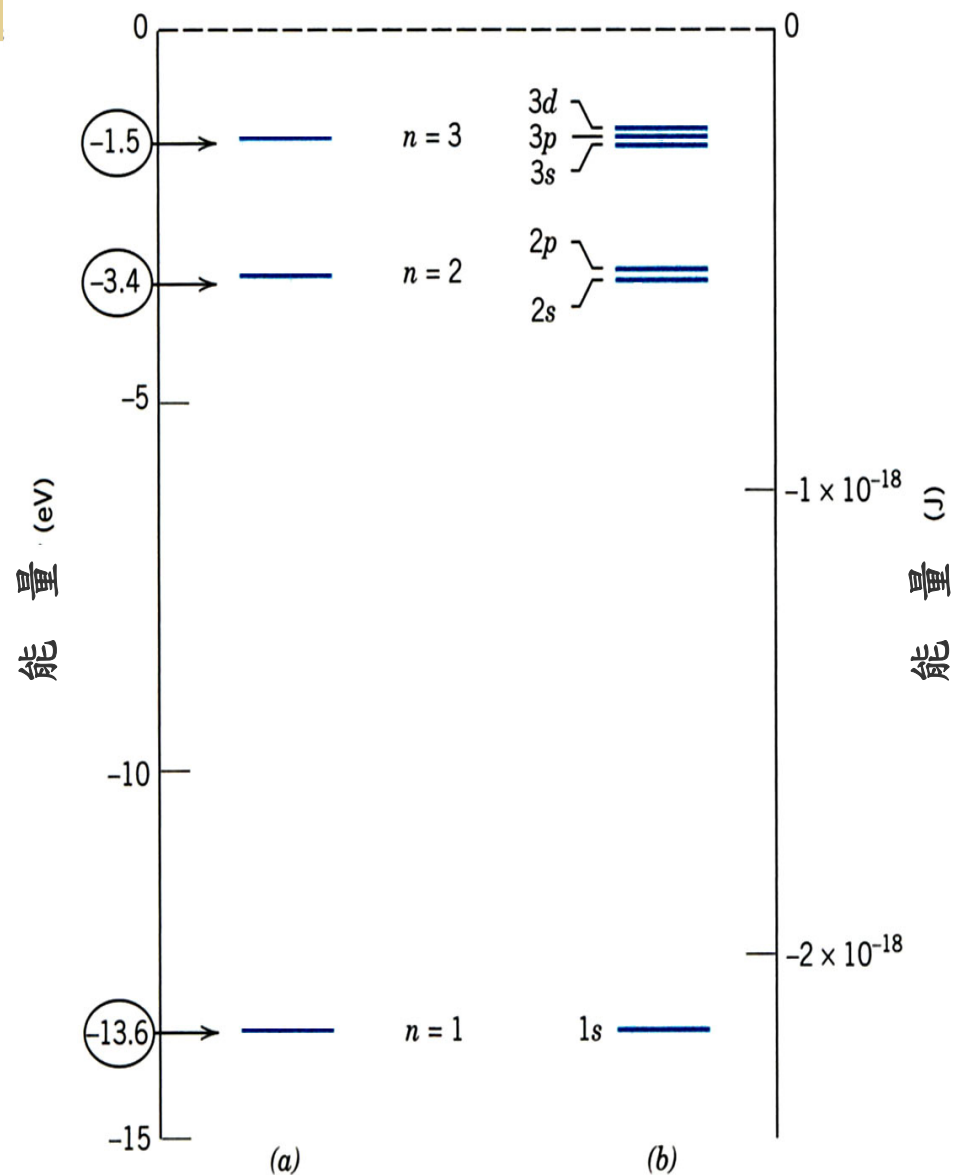 0
0
3d
–1.5
n = 3
3p
3s
2p
–3.4
n = 2
2s
–5
–1 × 10⁻¹⁸
能 量 (eV)
能 量 (J)
–10
–2 × 10⁻¹⁸
–13.6
n = 1
1s
–15
(a)
(b)